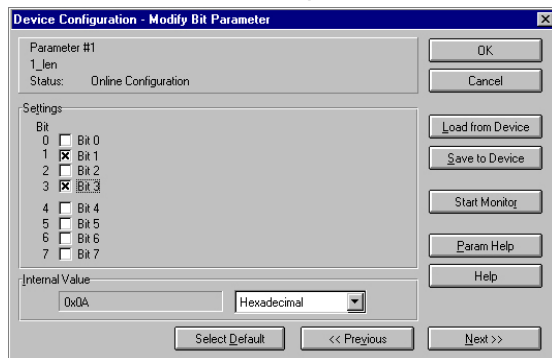 Device Configuration - Modify Bit Parameter
Parameter #1
1_len
Status: Online Configuration
OK
Cancel
Settings
Bit
0 Bit 0
1 Bit 1
2 Bit 2
3 Bit 3
4 Bit 4
5 Bit 5
6 Bit 6
7 Bit 7
Load from Device
Save to Device
Start Monitor
Param Help
Help
Internal Value
0x0A Hexadecimal
Select Default << Previous Next >>